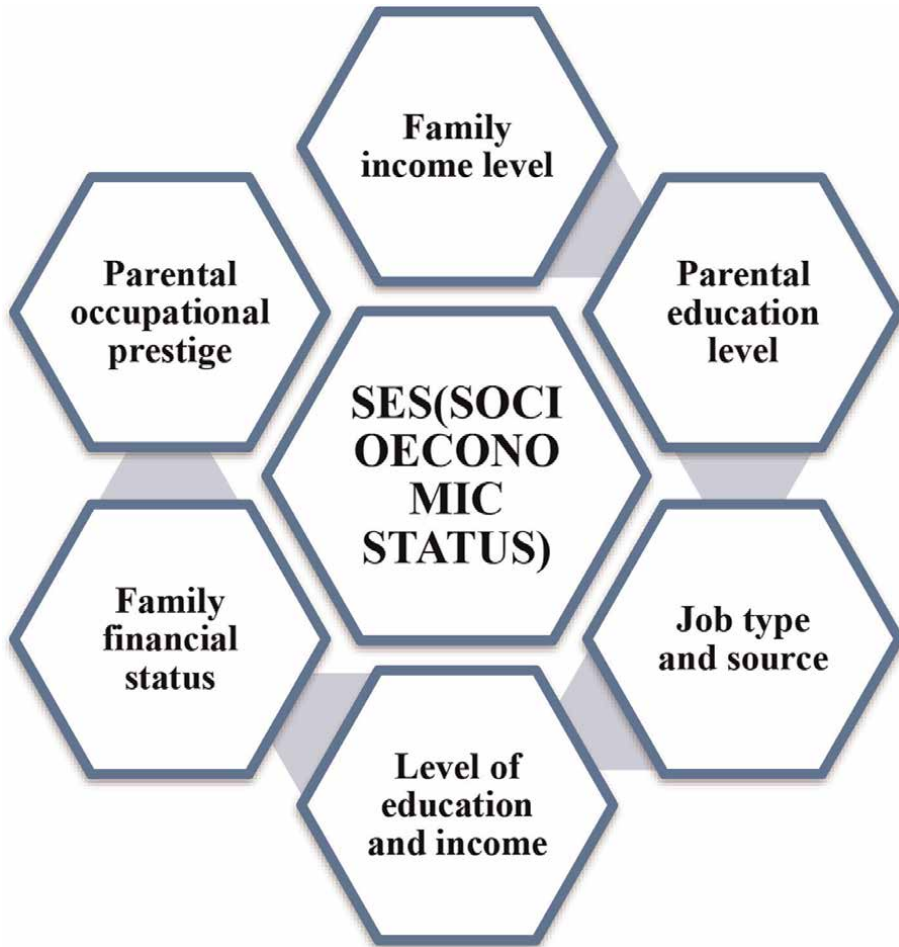 Family
income level
Parental
education
level
Job type
and source
Level of
education
and income
Family
financial
status
Parental
occupational
prestige
SES(SOCI
OECONO
MIC
STATUS)